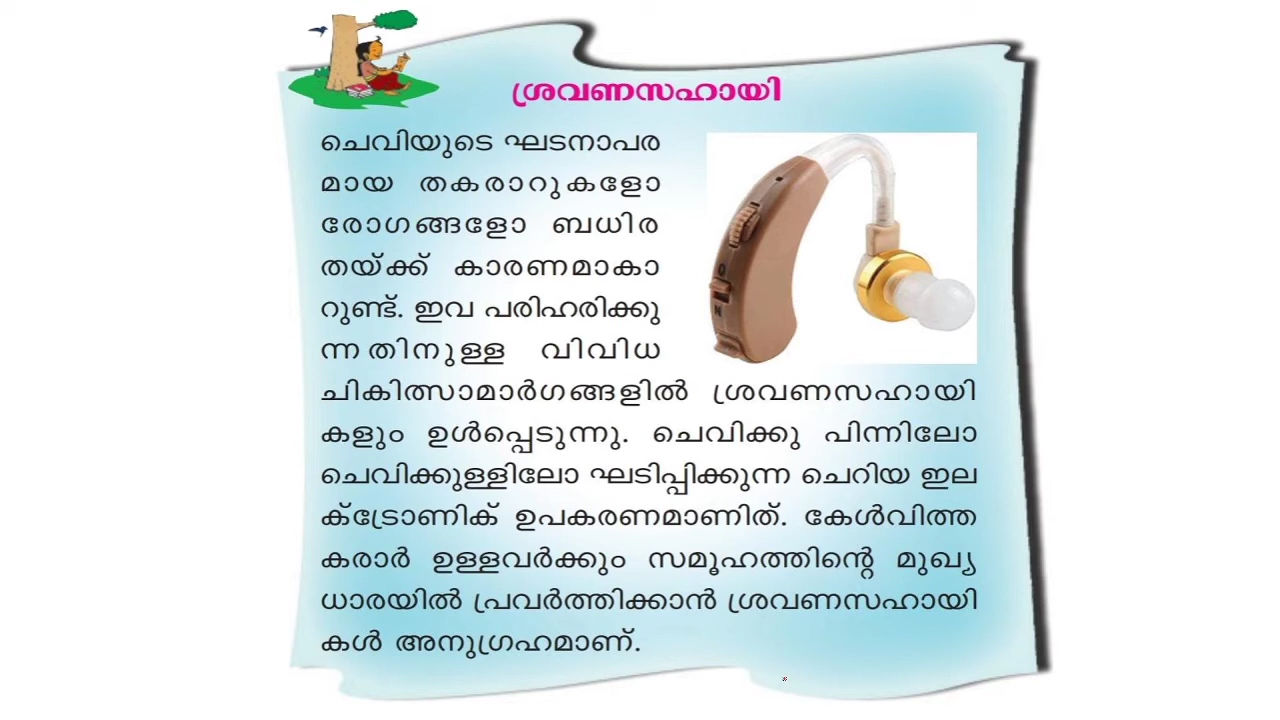 ശ്രവണസഹായി
ചെവിയുടെ ഘടനാപര
മായ തകരാറുകളോ
രോഗങ്ങളോ ബധിര
തയ്ക്ക് കാരണമാകാ
റുണ്ട്. ഇവ പരിഹരിക്കു
ന്നതിനുള്ള വിവിധ
ചികിത്സാമാർഗങ്ങളിൽ ശ്രവണസഹായി
കളും ഉൾപ്പെടുന്നു. ചെവിക്കു പിന്നിലോ
ചെവിക്കുള്ളിലോ ഘടിപ്പിക്കുന്ന ചെറിയ ഇല
ക്ട്രോണിക് ഉപകരണമാണിത്. കേൾവിത്ത
കരാർ ഉള്ളവർക്കും സമൂഹത്തിന്റെ മുഖ്യ
ധാരയിൽ പ്രവർത്തിക്കാൻ ശ്രവണസഹായി
കൾ അനുഗ്രഹമാണ്.
O
N